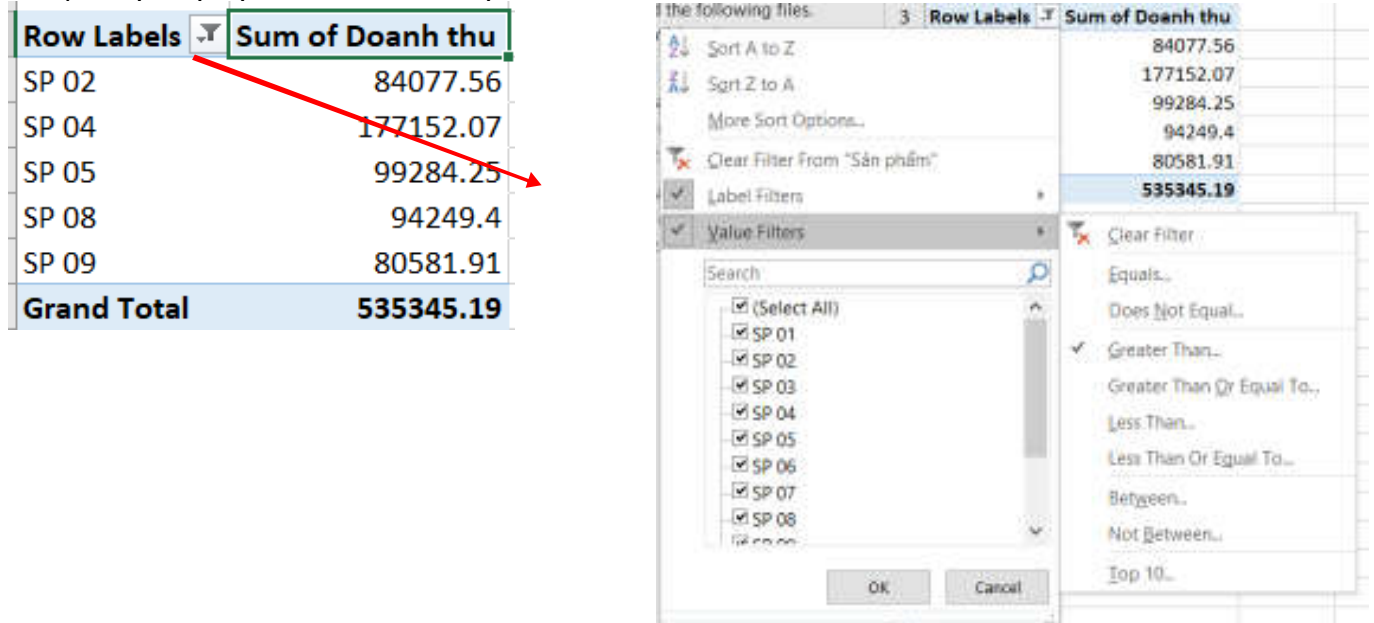 Row Labels Sum of Doanh thu
SP 02 84077.56
SP 04 177152.07
SP 05 99284.25
SP 08 94249.4
SP 09 80581.91
Grand Total 535345.19
the following files.
3 Row Labels Sum of Doanh thu
84077.56
177152.07
99284.25
94249.4
80581.91
535345.19
Sort A to Z
Sort Z to A
More Sort Options...
Clear Filter From "Sản phẩm"
Label Filters
Value Filters
Search
(Select All)
SP 01
SP 02
SP 03
SP 04
SP 05
SP 06
SP 07
SP 08
OK Cancel
Clear Filter
Equals...
Does Not Equal...
Greater Than...
Greater Than Or Equal To...
Less Than...
Less Than Or Equal To...
Between...
Not Between...
Top 10...